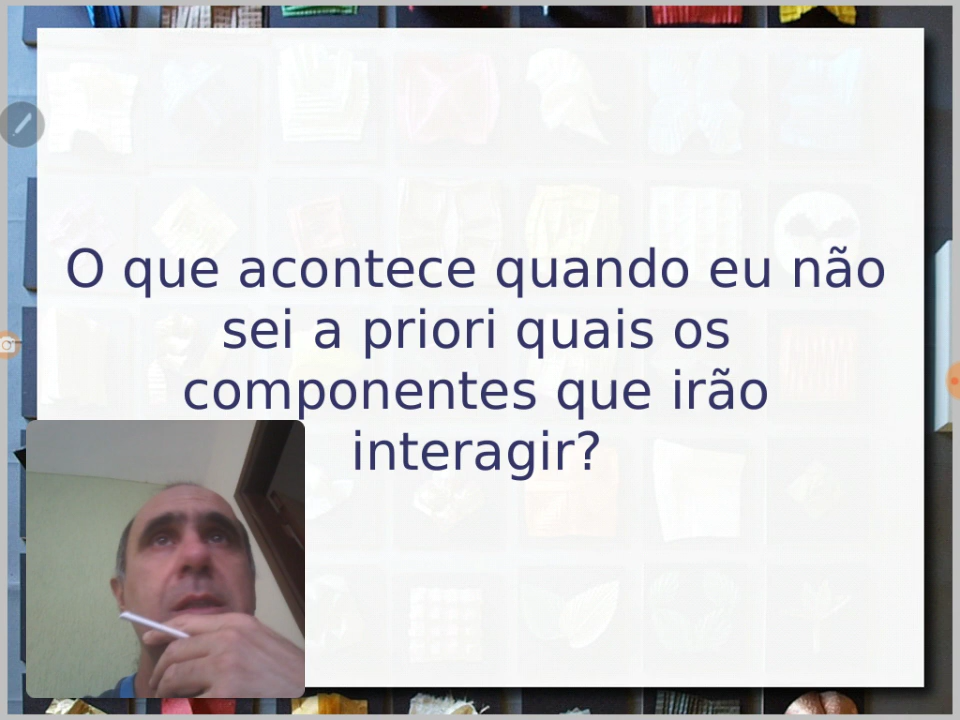 O que acontece quando eu não
sei a priori quais os
componentes que irão
interagir?